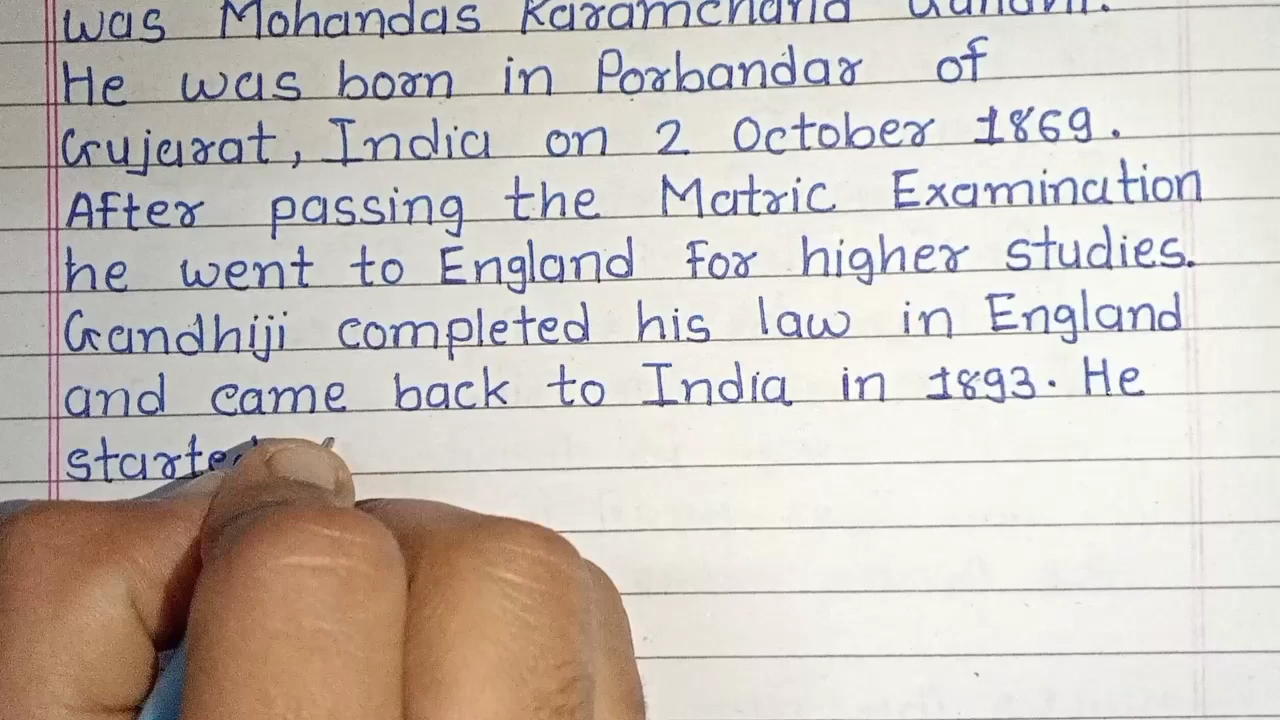 was Mohandas Karamchand Gandhi.
He was born in Porbandar of
Gujarat, India on 2 October 1869.
After passing the Matric Examination
he went to England For higher studies.
Gandhiji completed his law in England
and came back to India in 1893. He
started